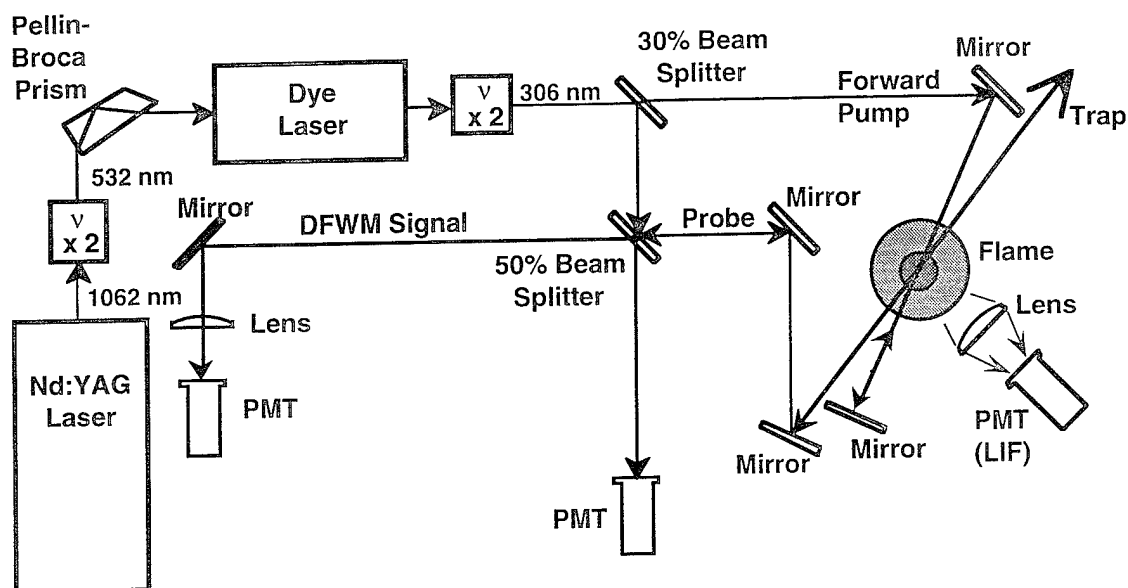 Pellin-
Broca
Prism
Dye
Laser
ν
x 2
306 nm
30% Beam
Splitter
Forward
Pump
Mirror
Trap
532 nm
ν
x 2
1062 nm
Nd:YAG
Laser
Mirror
DFWM Signal
Lens
PMT
50% Beam
Splitter
Probe
Mirror
PMT
Flame
Lens
PMT
(LIF)
Mirror
Mirror